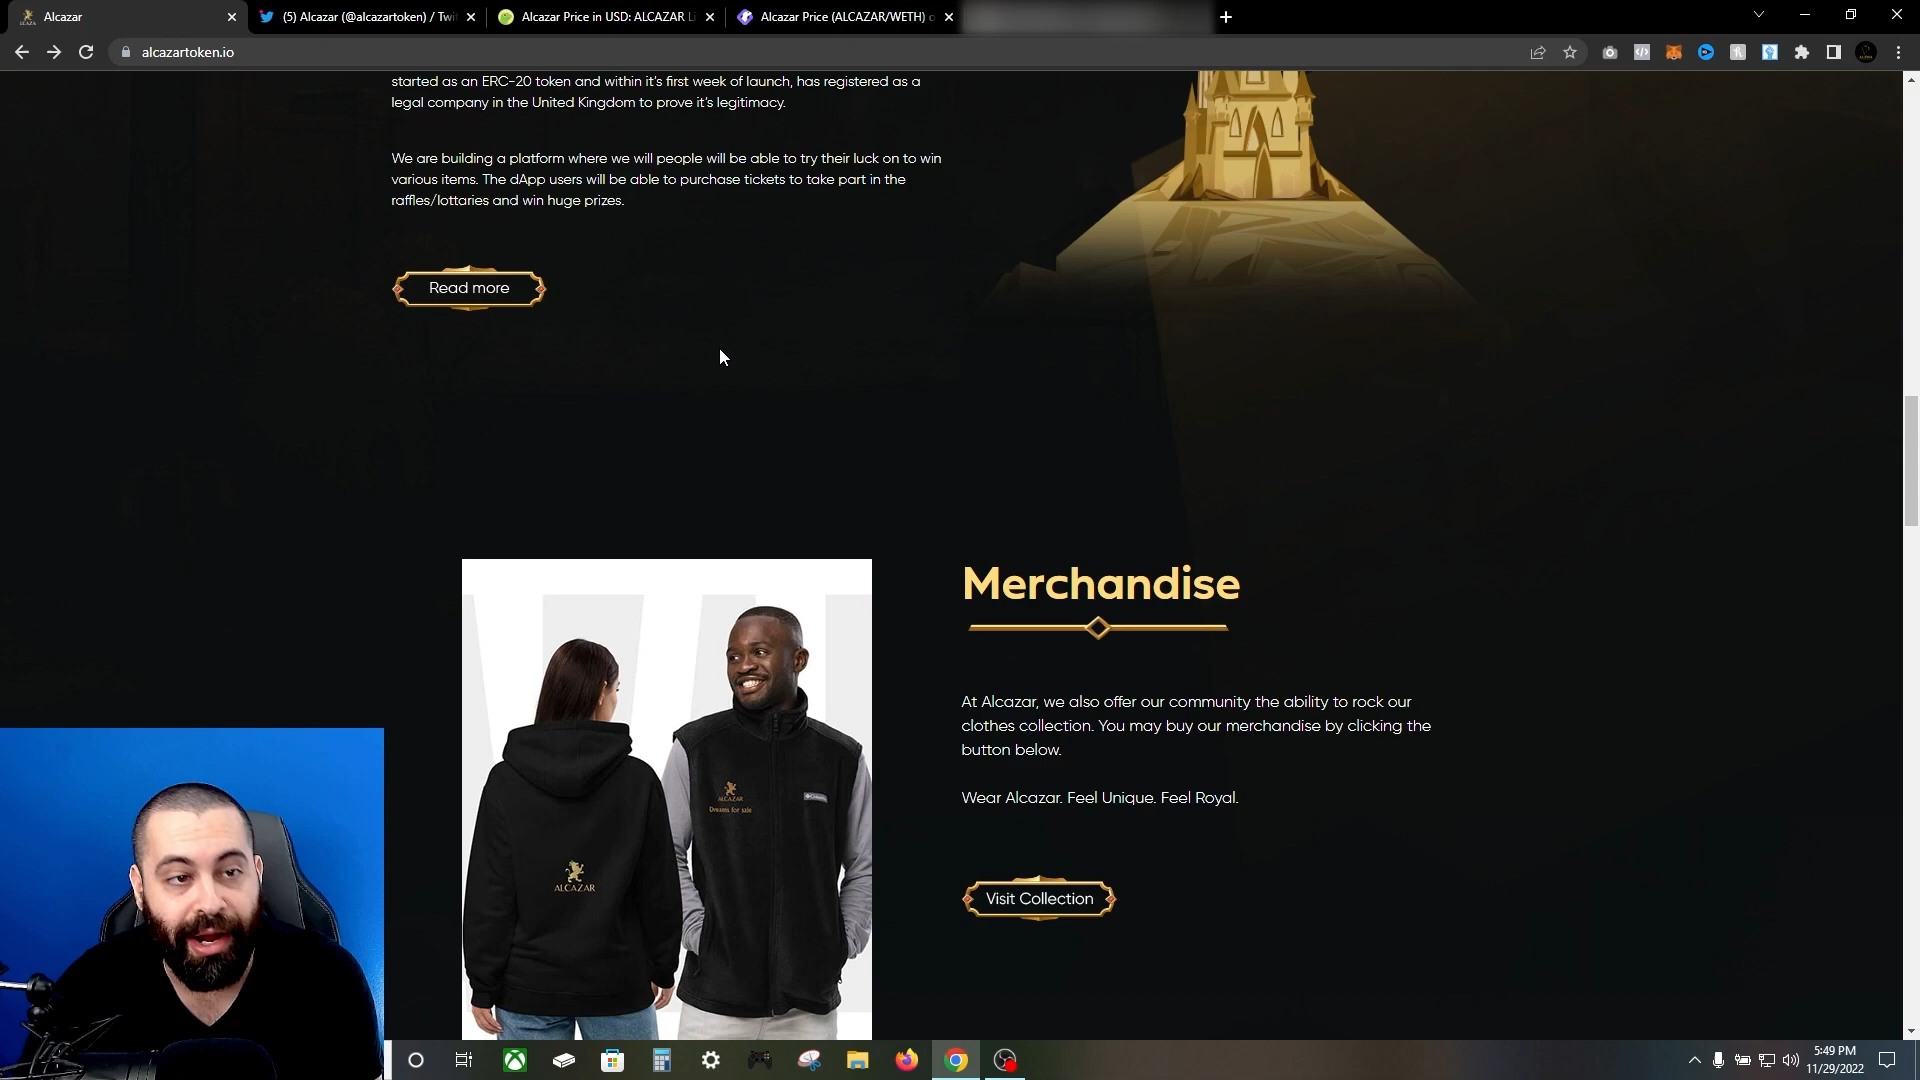 Alcazar
(5) Alcazar (@alcazartoken) / Twi
Alcazar Price in USD: ALCAZAR Li
Alcazar Price (ALCAZAR/WETH) o
alcazartoken.io
started as an ERC-20 token and within it's first week of launch, has registered as a
legal company in the United Kingdom to prove it's legitimacy.
We are building a platform where we will people will be able to try their luck on to win
various items. The dApp users will be able to purchase tickets to take part in the
raffles/lottaries and win huge prizes.
Read more
Merchandise
At Alcazar, we also offer our community the ability to rock our
clothes collection. You may buy our merchandise by clicking the
button below.
Wear Alcazar. Feel Unique. Feel Royal.
Visit Collection
ALCAZAR
Dreams for sale
Columbia
ALCAZAR
5:49 PM
11/29/2022